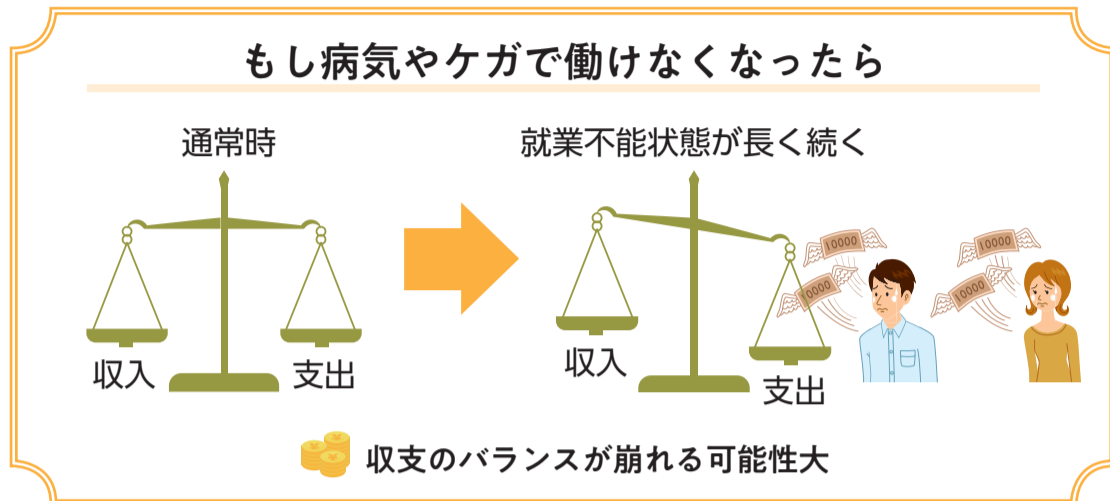 もし病気やケガで働けなくなったら
通常時
就業不能状態が長く続く
10000
10000
10000
10000
収入
支出
収入
支出
収支のバランスが崩れる可能性大